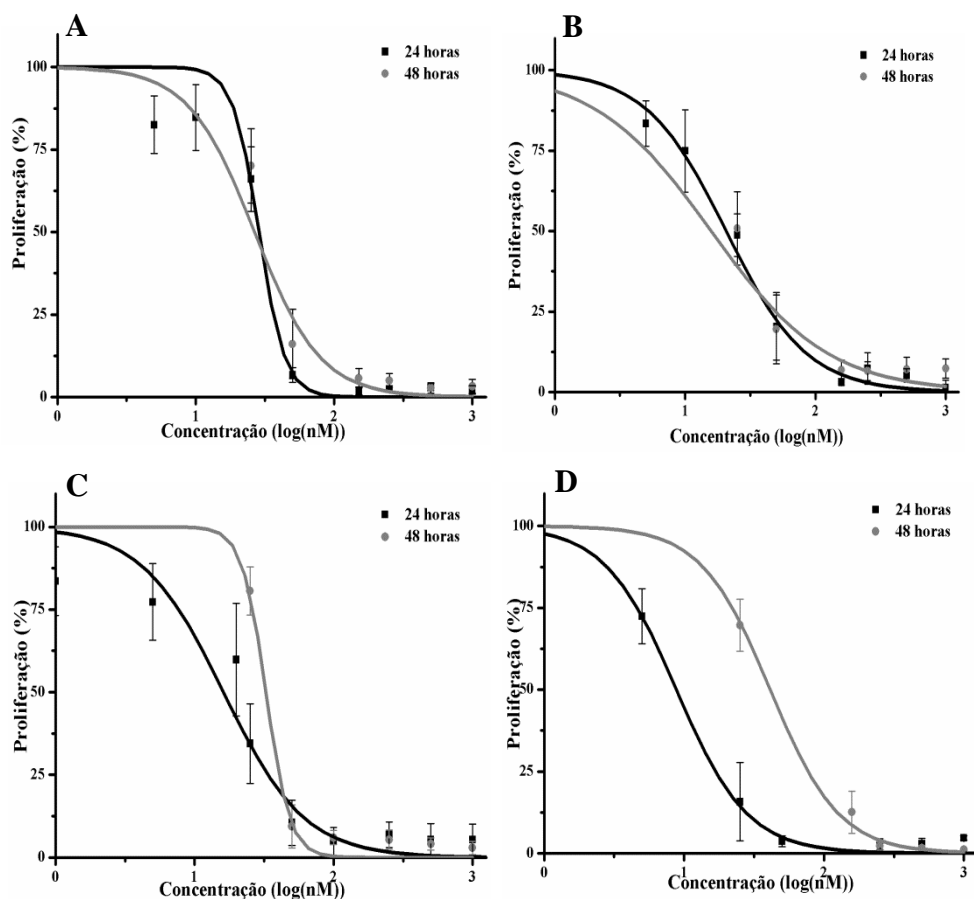 A
24 horas
48 horas
100
75
50
25
0
Proliferação (%)
0 1 2 3
Concentração (log(nM))
B
24 horas
48 horas
100
75
50
25
0
Proliferação (%)
0 1 2 3
Concentração (log(nM))
C
24 horas
48 horas
100
75
50
25
0
Proliferação (%)
0 1 2 3
Concentração (log(nM))
D
24 horas
48 horas
100
75
50
25
0
Proliferação (%)
0 1 2 3
Concentração (log(nM))